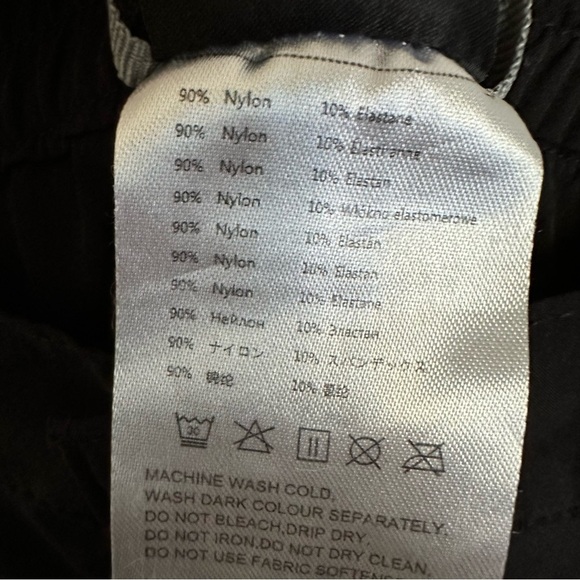 90% Nylon 10% Elastane
90% Nylon 10% Elasthanne
90% Nylon 10% Elastan
90% Nylon 10% Włókno elastomerowe
90% Nylon 10% Elastan
90% Nylon 10% Elastan
90% Nylon 10% Elastane
90% Нейлон 10% Эластан
90% ナイロン 10% スパンデックス
90% 10%
30
MACHINE WASH COLD,
WASH DARK COLOUR SEPARATELY,
DO NOT BLEACH,DRIP DRY.
DO NOT IRON,DO NOT DRY CLEAN,
DO NOT USE FABRIC